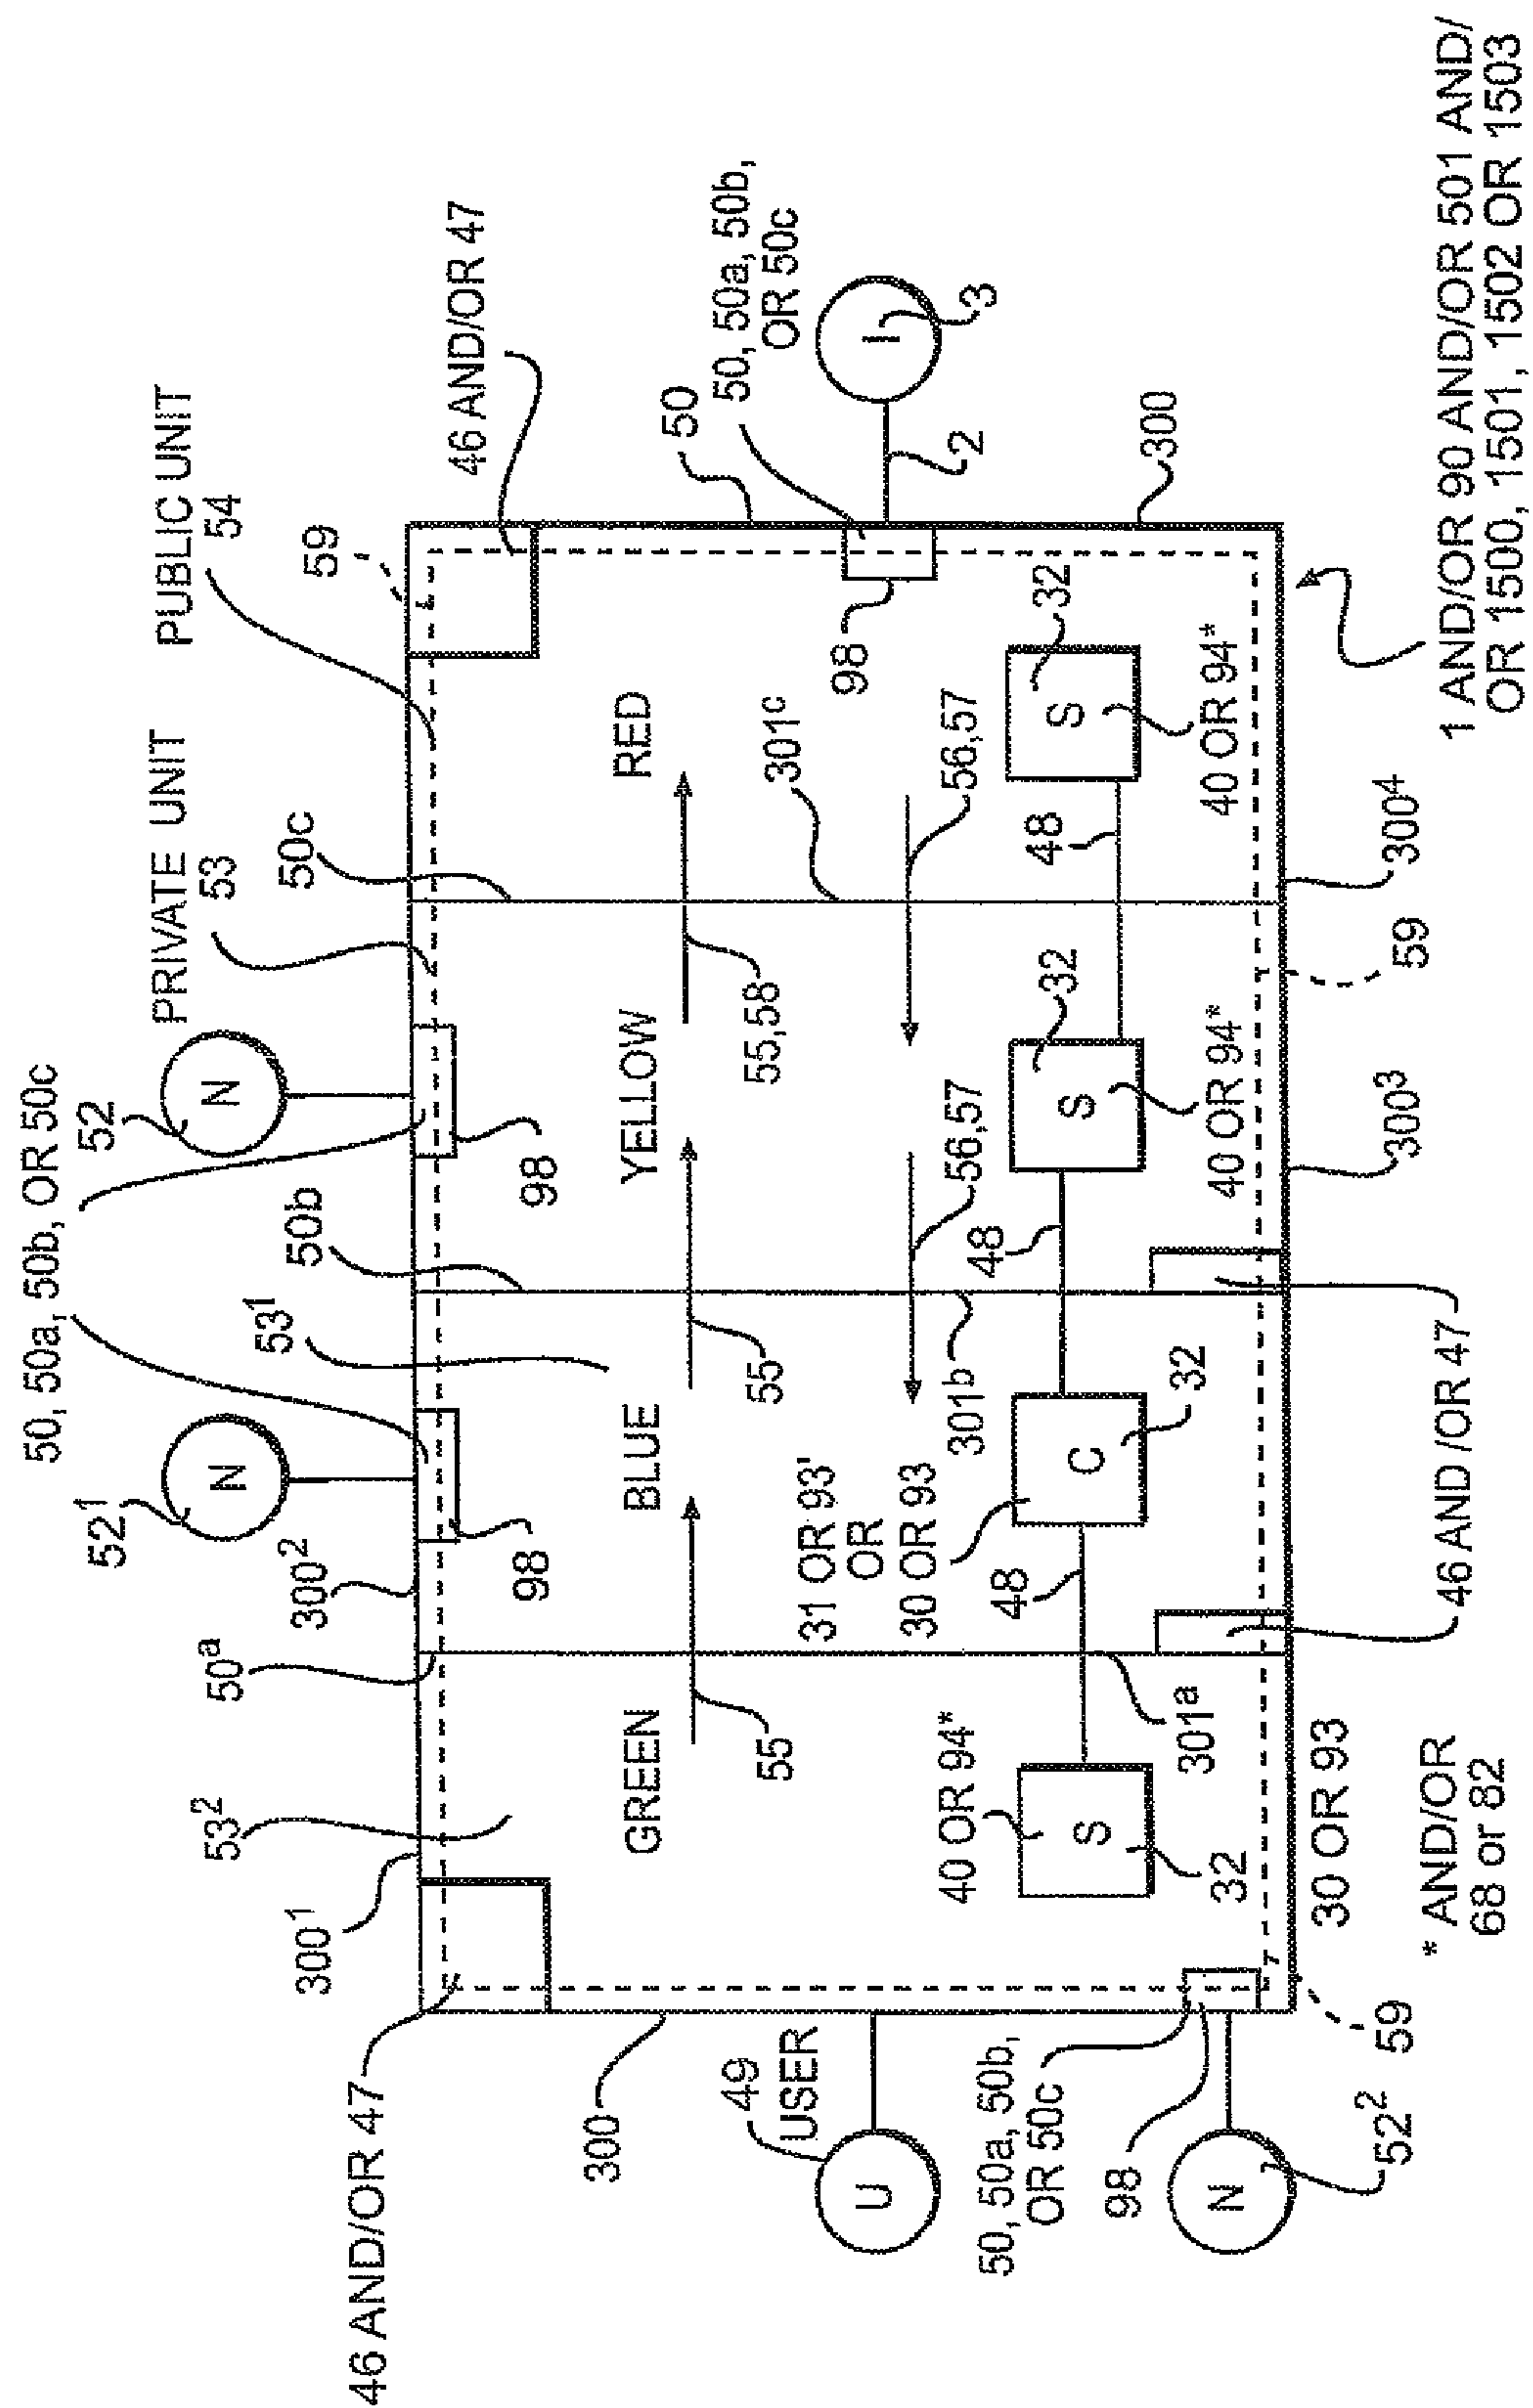 50, 50a, 50b, OR 50c
PRIVATE UNIT
53
PUBLIC UNIT
54
46 AND/OR 47
300¹
53²
50ᵃ
300²
52¹
N
98
53¹
50b
52
N
98
50c
59
46 AND/OR 47
50
50, 50a, 50b,
OR 50c
300
49
USER
U
GREEN
55
BLUE
55
YELLOW
55,58
RED
301ᶜ
98
I
3
2
31 OR 93'
OR
30 OR 93
301ᵇ
56,57
56,57
300
50, 50a, 50b,
OR 50c
98
N
52²
59
40 OR 94*
S
32
48
301ᵃ
C
32
48
S
32
40 OR 94*
48
S
32
40 OR 94*
30 OR 93
46 AND /OR 47
300³
59
300⁴
* AND/OR
68 or 82
1 AND/OR 90 AND/OR 501 AND/
OR 1500, 1501, 1502 OR 1503